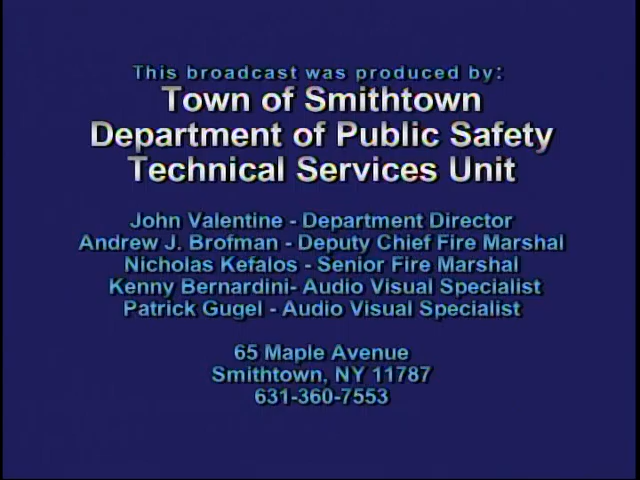 This broadcast was produced by:
Town of Smithtown
Department of Public Safety
Technical Services Unit
John Valentine - Department Director
Andrew J. Brofman - Deputy Chief Fire Marshal
Nicholas Kefalos - Senior Fire Marshal
Kenny Bernardini- Audio Visual Specialist
Patrick Gugel - Audio Visual Specialist
65 Maple Avenue
Smithtown, NY 11787
631-360-7553